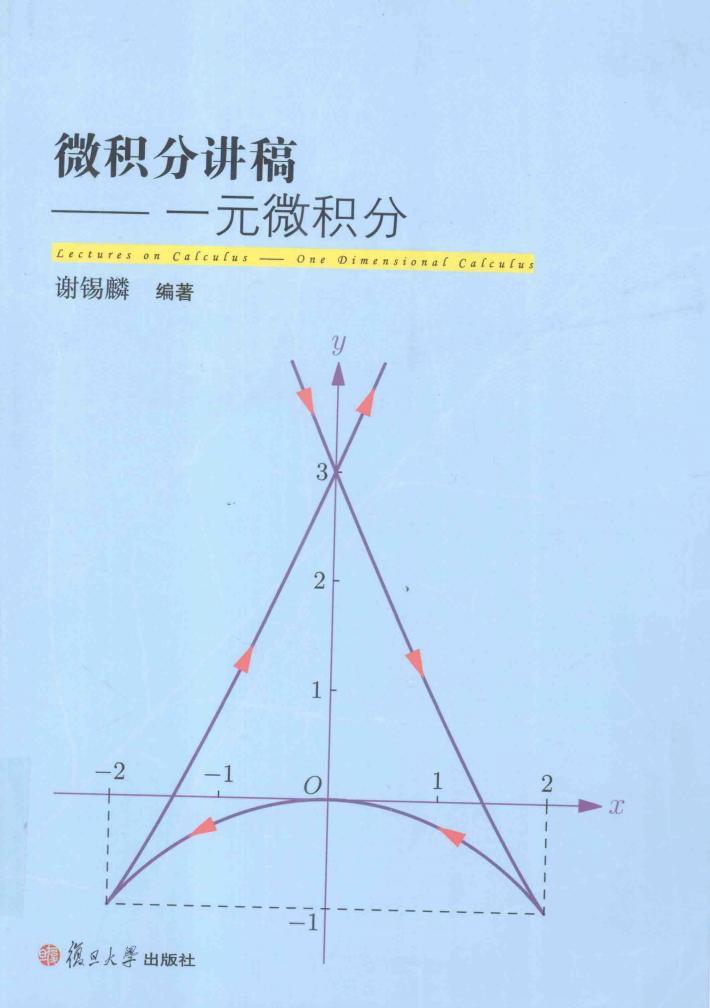 微积分讲稿
—— 一元微积分
Lectures on Calculus — One Dimensional Calculus
谢锡麟 编著
y
3
2
1
-2 -1 O 1 2 x
-1
復旦大學出版社